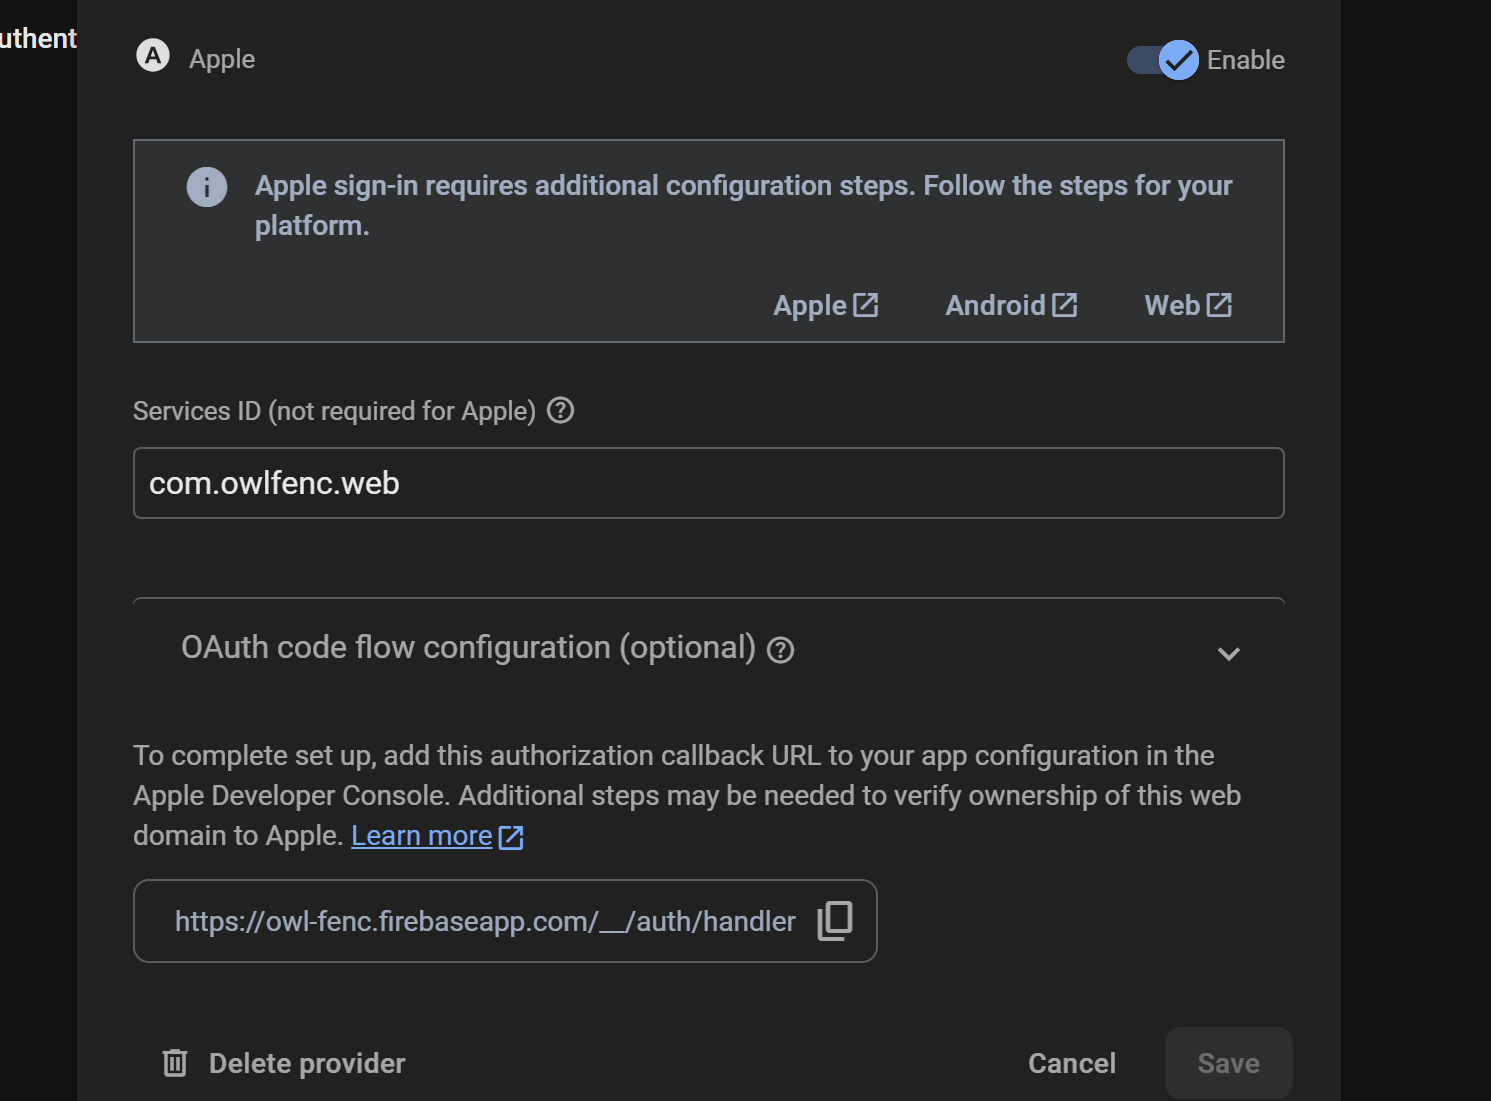 uthent
A Apple
Enable
Apple sign-in requires additional configuration steps. Follow the steps for your
platform.
Apple
Android
Web
Services ID (not required for Apple)
com.owlfenc.web
OAuth code flow configuration (optional)
To complete set up, add this authorization callback URL to your app configuration in the
Apple Developer Console. Additional steps may be needed to verify ownership of this web
domain to Apple. Learn more
https://owl-fenc.firebaseapp.com/__/auth/handler
Delete provider
Cancel
Save